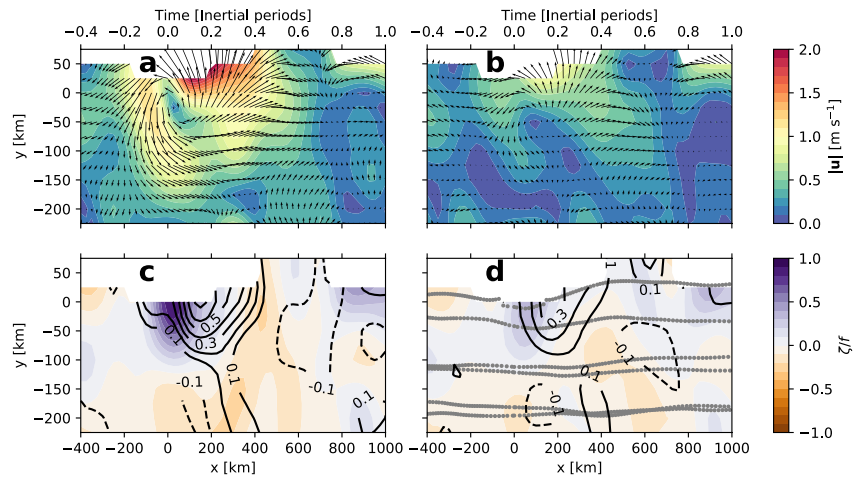 Time [Inertial periods] Time [Inertial periods]
−0.4 −0.2 0.0 0.2 0.4 0.6 0.8 1.0 −0.4 −0.2 0.0 0.2 0.4 0.6 0.8 1.0
a b
y [km]
50
0
−50
−100
−150
−200
2.0
1.5
1.0
0.5
0.0
|u| [m s⁻¹]
c d
y [km]
50
0
−50
−100
−150
−200
0.1 0.5 0.3 0.1 -0.1 -0.1 0.1
1 0.1 0.3 -0.1 0.1 -0.1
1.0
0.5
0.0
−0.5
−1.0
ζ/f
−400 −200 0 200 400 600 800 1000 −400 −200 0 200 400 600 800 1000
x [km] x [km]